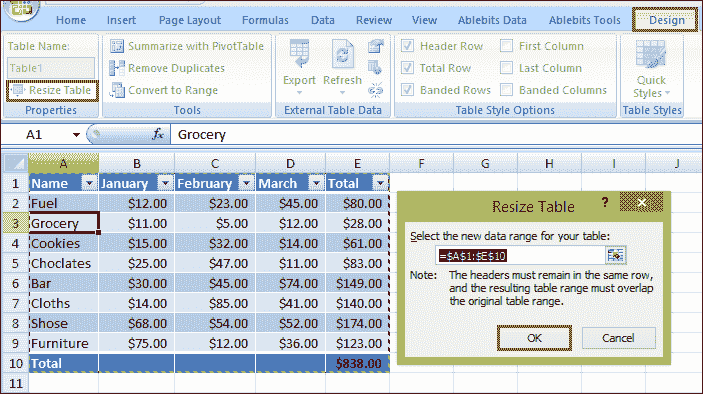 Home Insert Page Layout Formulas Data Review View Ablebits Data Ablebits Tools Design
Table Name: Summarize with PivotTable Header Row First Column
Table1 Remove Duplicates Total Row Last Column
Resize Table Convert to Range Export Refresh Banded Rows Banded Columns Quick Styles
Properties Tools External Table Data Table Style Options Table Styles
A1 fx Grocery
A B C D E F G H I J
1 Name January February March Total
2 Fuel $12.00 $23.00 $45.00 $80.00
3 Grocery $11.00 $5.00 $12.00 $28.00
4 Cookies $15.00 $32.00 $14.00 $61.00
5 Choclates $25.00 $47.00 $11.00 $83.00
6 Bar $30.00 $45.00 $74.00 $149.00
7 Cloths $14.00 $85.00 $41.00 $140.00
8 Shose $68.00 $54.00 $52.00 $174.00
9 Furniture $75.00 $12.00 $36.00 $123.00
10 Total $838.00
11
Resize Table ? x
Select the new data range for your table:
=$A$1:$E$10
Note: The headers must remain in the same row,
and the resulting table range must overlap
the original table range.
OK Cancel